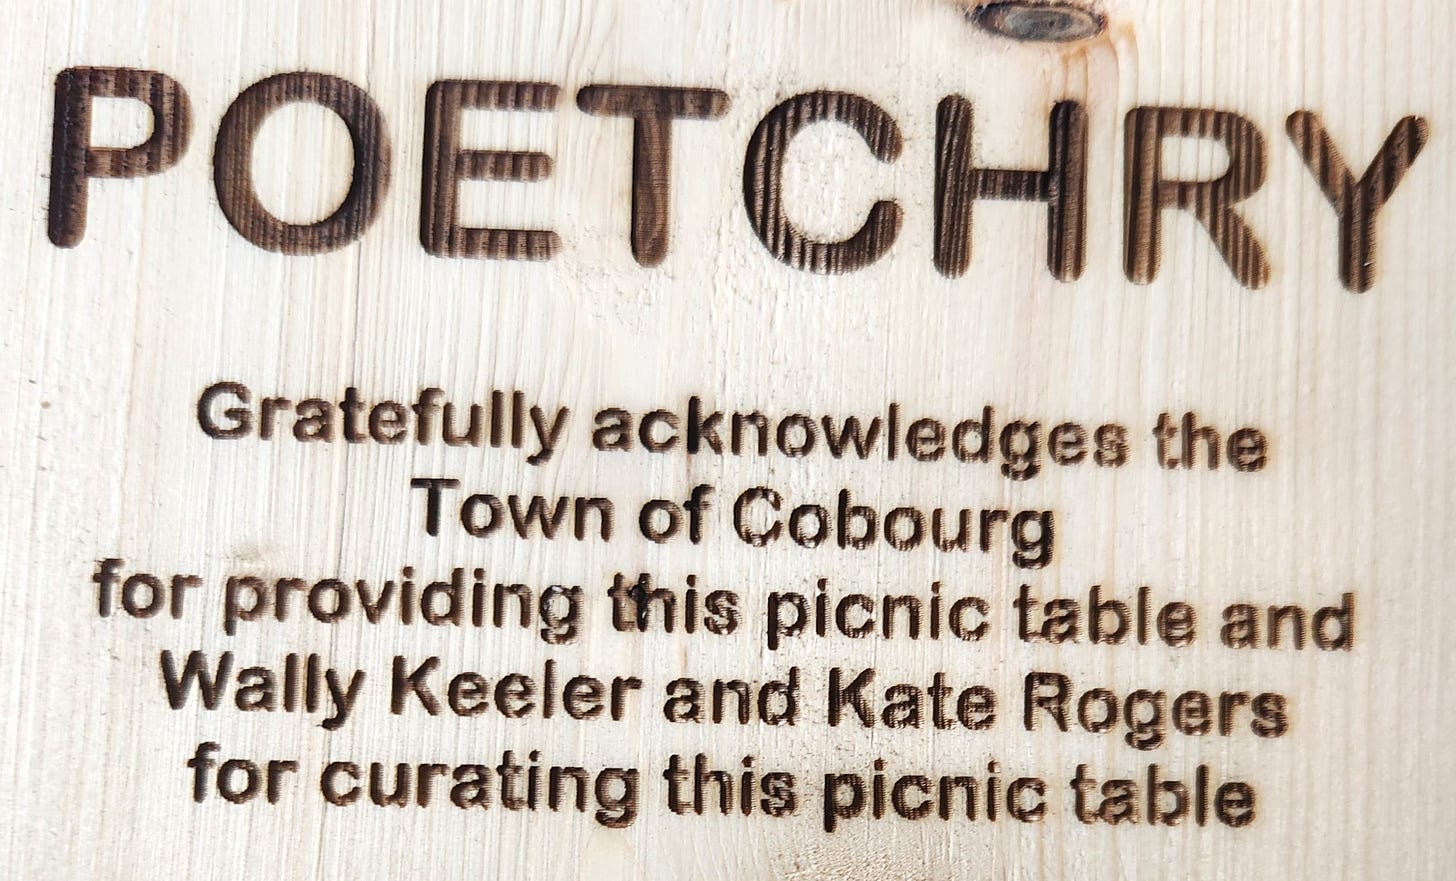 POETCHRY
Gratefully acknowledges the
Town of Cobourg
for providing this picnic table and
Wally Keeler and Kate Rogers
for curating this picnic table